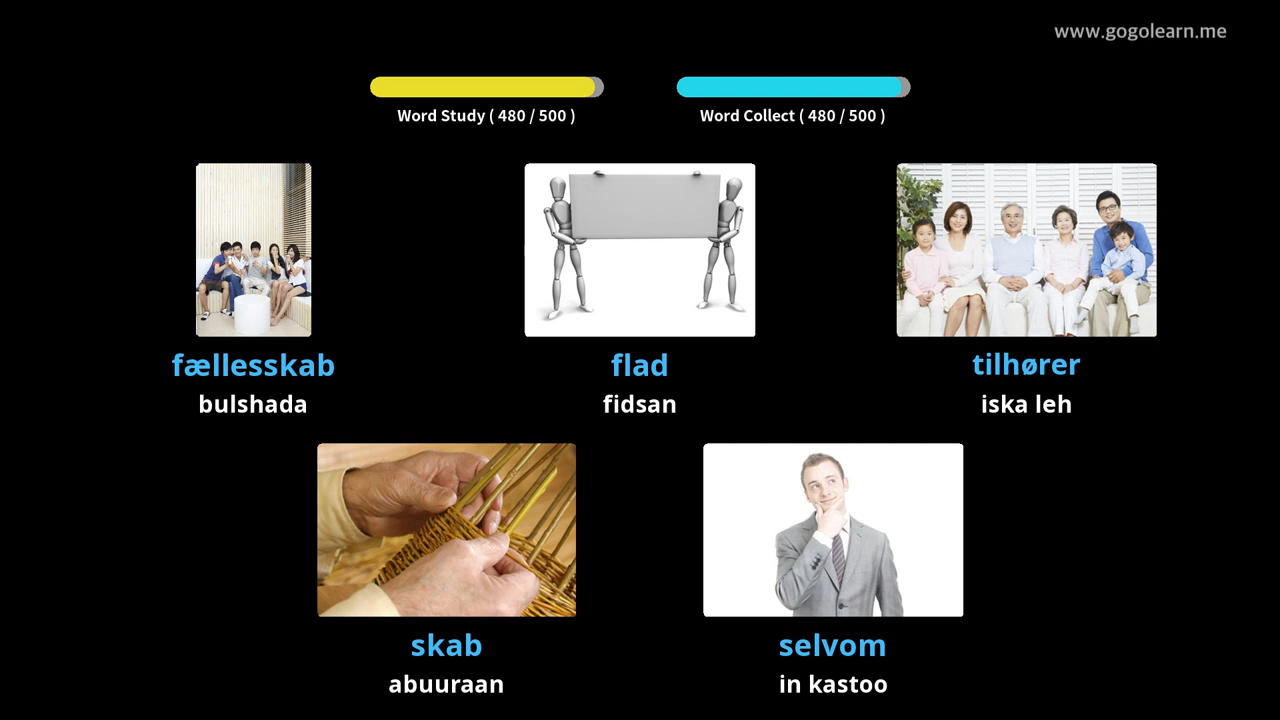 www.gogolearn.me
Word Study ( 480 / 500 )
Word Collect ( 480 / 500 )
fællesskab
bulshada
flad
fidsan
tilhører
iska leh
skab
abuuraan
selvom
in kastoo